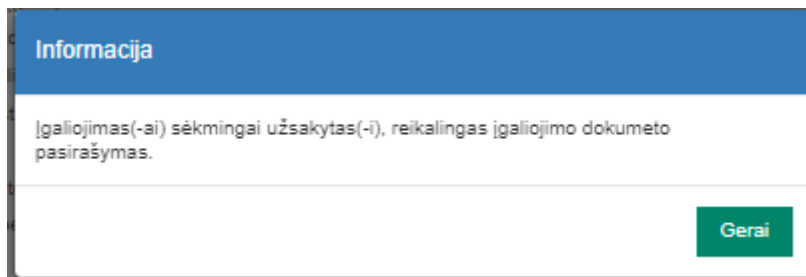 Informacija
Įgaliojimas(-ai) sėkmingai užsakytas(-i), reikalingas įgaliojimo dokumeto
pasirašymas.
Gerai